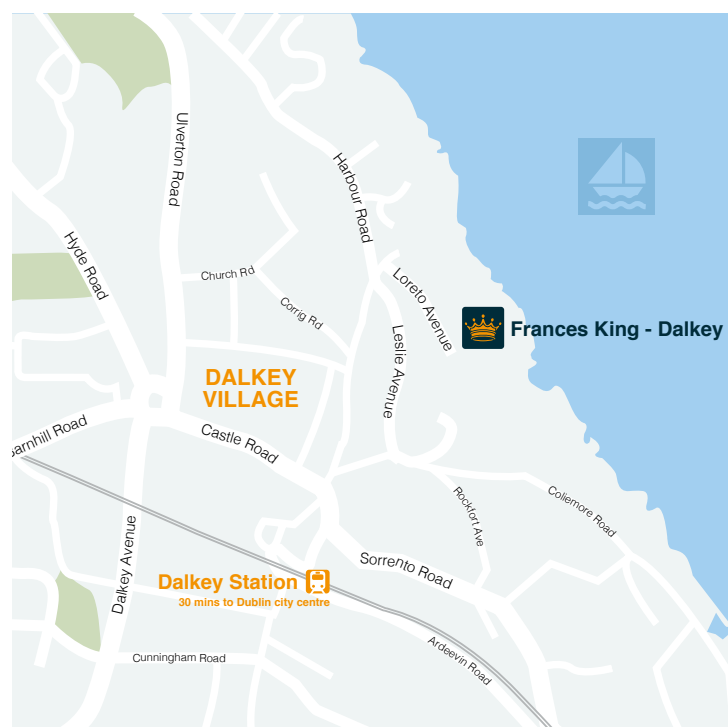 Ulverton Road
Harbour Road
Hyde Road
Church Rd
Corrig Rd
Loreto Avenue
Frances King - Dalkey
Leslie Avenue
DALKEY
VILLAGE
Barnhill Road
Castle Road
Rockfort Ave
Coliemore Road
Dalkey Avenue
Sorrento Road
Dalkey Station
30 mins to Dublin city centre
Cunningham Road
Ardeevin Road